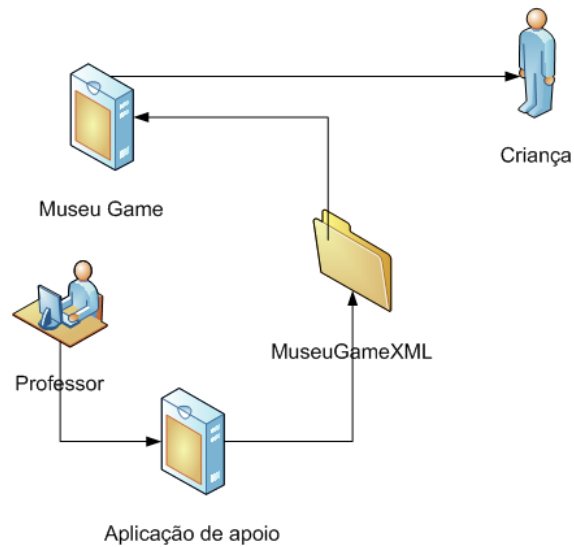 Criança
Museu Game
MuseuGameXML
Professor
Aplicação de apoio